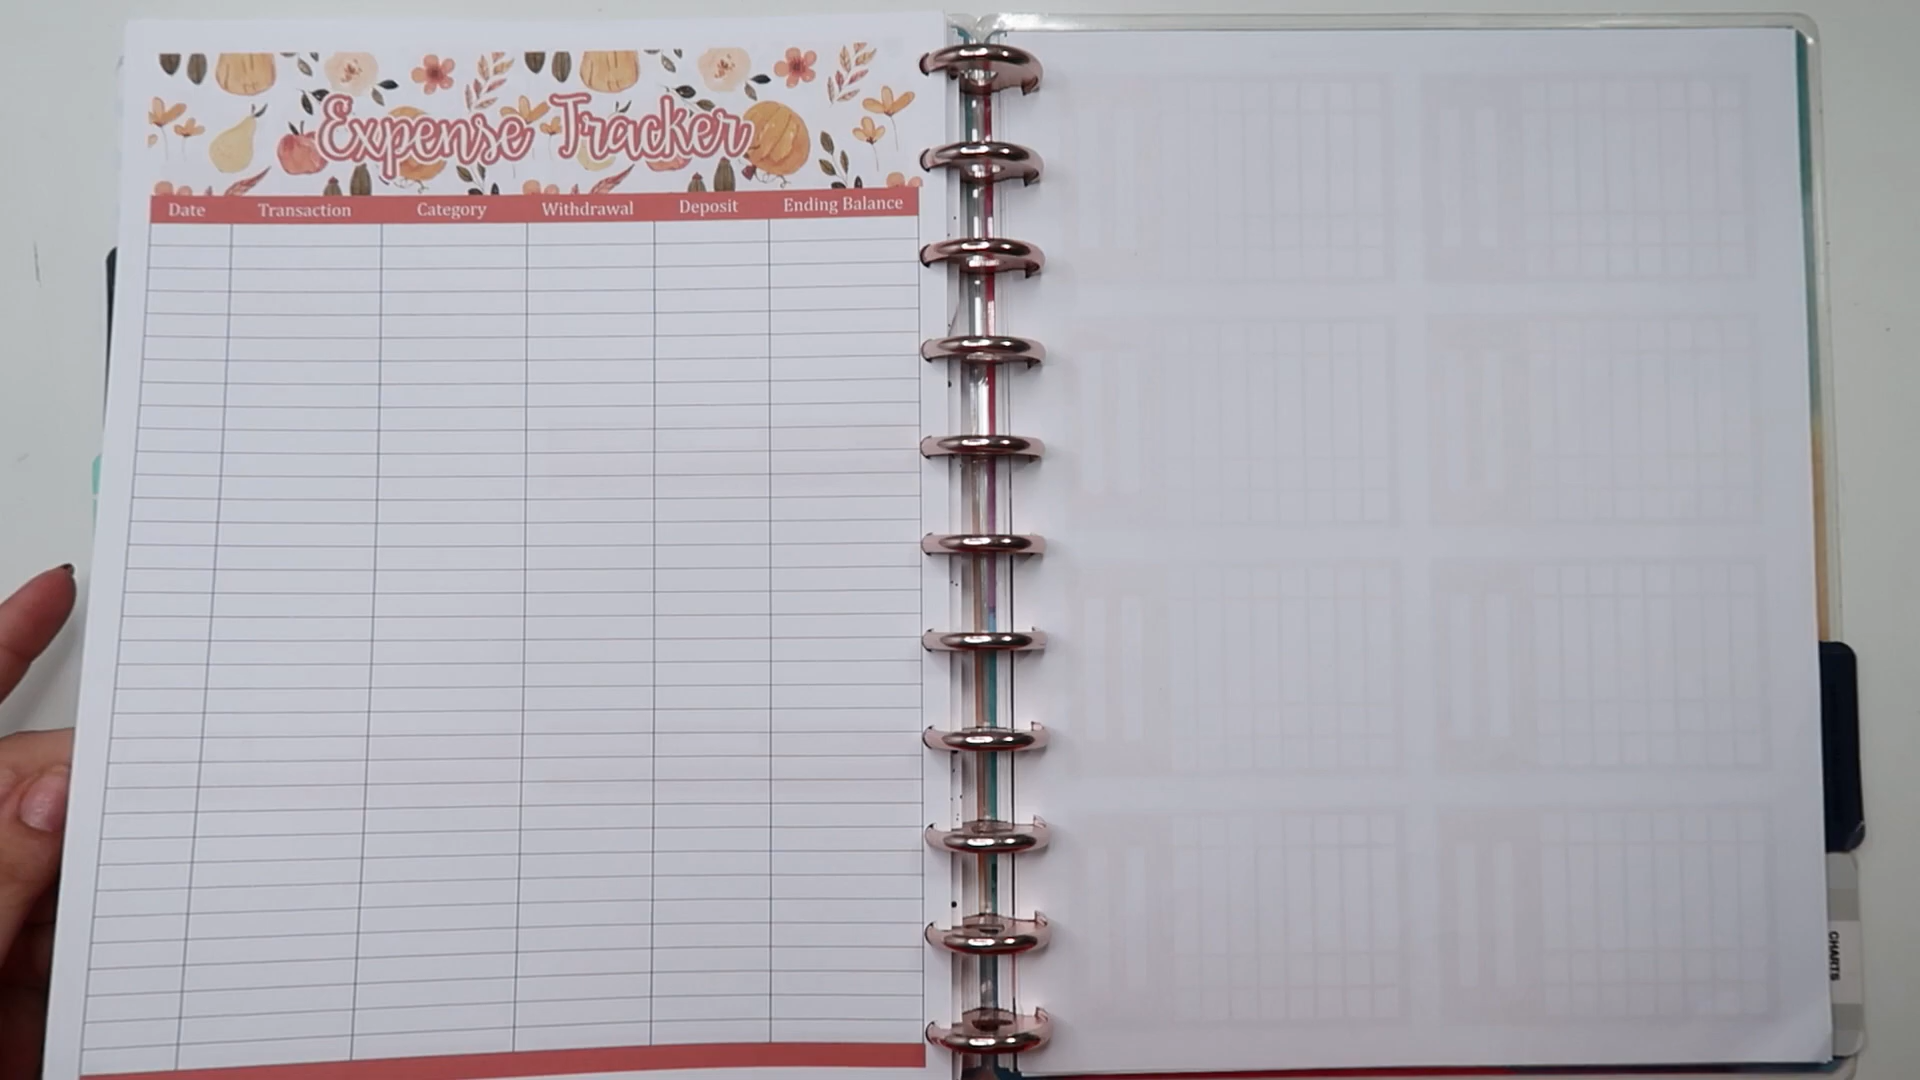 Expense Tracker
Date Transaction Category Withdrawal Deposit Ending Balance
CHARTS